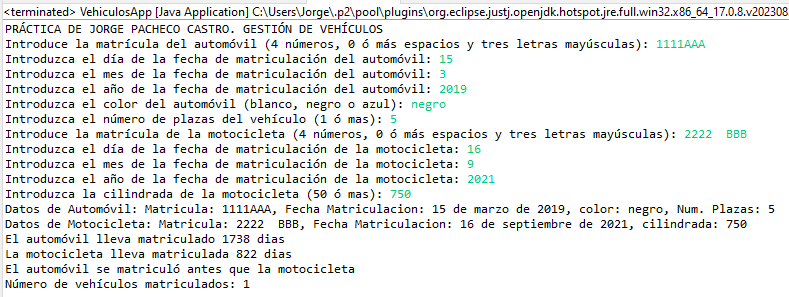 <terminated> VehiculosApp [Java Application] C:\Users\Jorge\.p2\pool\plugins\org.eclipse.justj.openjdk.hotspot.jre.full.win32.x86_64_17.0.8.v202308
PRÁCTICA DE JORGE PACHECO CASTRO. GESTIÓN DE VEHÍCULOS
Introduce la matrícula del automóvil (4 números, 0 ó más espacios y tres letras mayúsculas): 1111AAA
Introduzca el día de la fecha de matriculación del automóvil: 15
Introduzca el mes de la fecha de matriculación del automóvil: 3
Introduzca el año de la fecha de matriculación del automóvil: 2019
Introduzca el color del automóvil (blanco, negro o azul): negro
Introduzca el número de plazas del vehículo (1 ó mas): 5
Introduce la matrícula de la motocicleta (4 números, 0 ó más espacios y tres letras mayúsculas): 2222  BBB
Introduzca el día de la fecha de matriculación de la motocicleta: 16
Introduzca el mes de la fecha de matriculación de la motocicleta: 9
Introduzca el año de la fecha de matriculación de la motocicleta: 2021
Introduzca la cilindrada de la motocicleta (50 ó mas): 750
Datos de Automóvil: Matricula: 1111AAA, Fecha Matriculacion: 15 de marzo de 2019, color: negro, Num. Plazas: 5
Datos de Motocicleta: Matricula: 2222  BBB, Fecha Matriculacion: 16 de septiembre de 2021, cilindrada: 750
El automóvil lleva matriculado 1738 dias
La motocicleta lleva matriculada 822 dias
El automóvil se matriculó antes que la motocicleta
Número de vehículos matriculados: 1